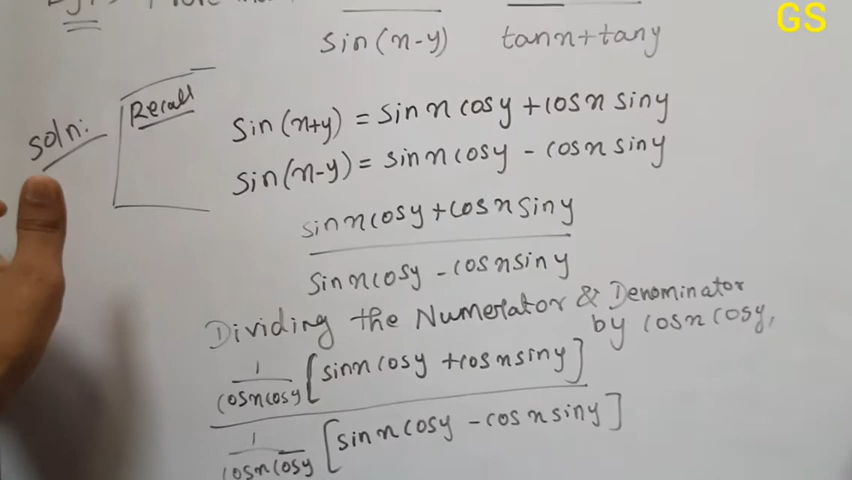 GS
sin(x-y) tanx+tany
Soln:
Recall
Sin(x+y) = sinx cosy + cosx siny
Sin(x-y) = sinx cosy - cosx siny
sinx cosy + cosx siny
sinx cosy - cosx siny
Dividing the Numerator & Denominator
by cosx cosy,
1
cosx cosy [sinx cosy + cosx siny]
1
cosx cosy [sinx cosy - cosx siny]